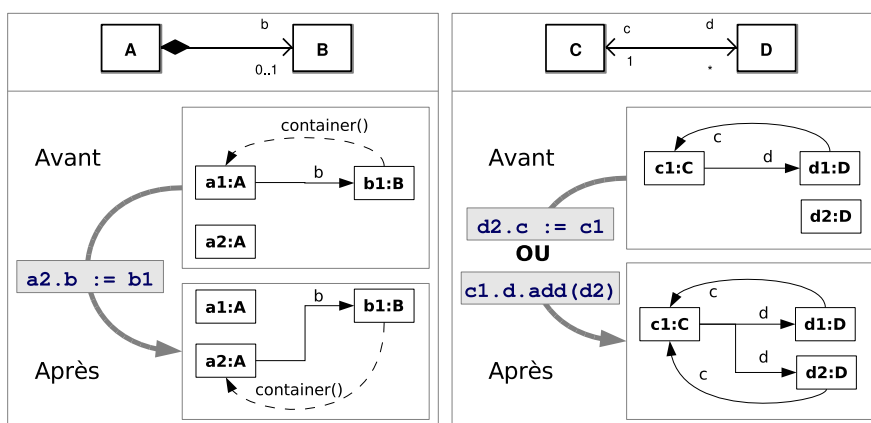 b
A
B
0..1
Avant
container()
a1:A
b
b1:B
a2:A
a2.b := b1
a1:A
b
b1:B
a2:A
Après
container()
c
d
C
D
1
*
Avant
c
c1:C
d
d1:D
d2:D
d2.c := c1
OU
c1.d.add(d2)
c
c1:C
d
d1:D
d
d2:D
Après
c